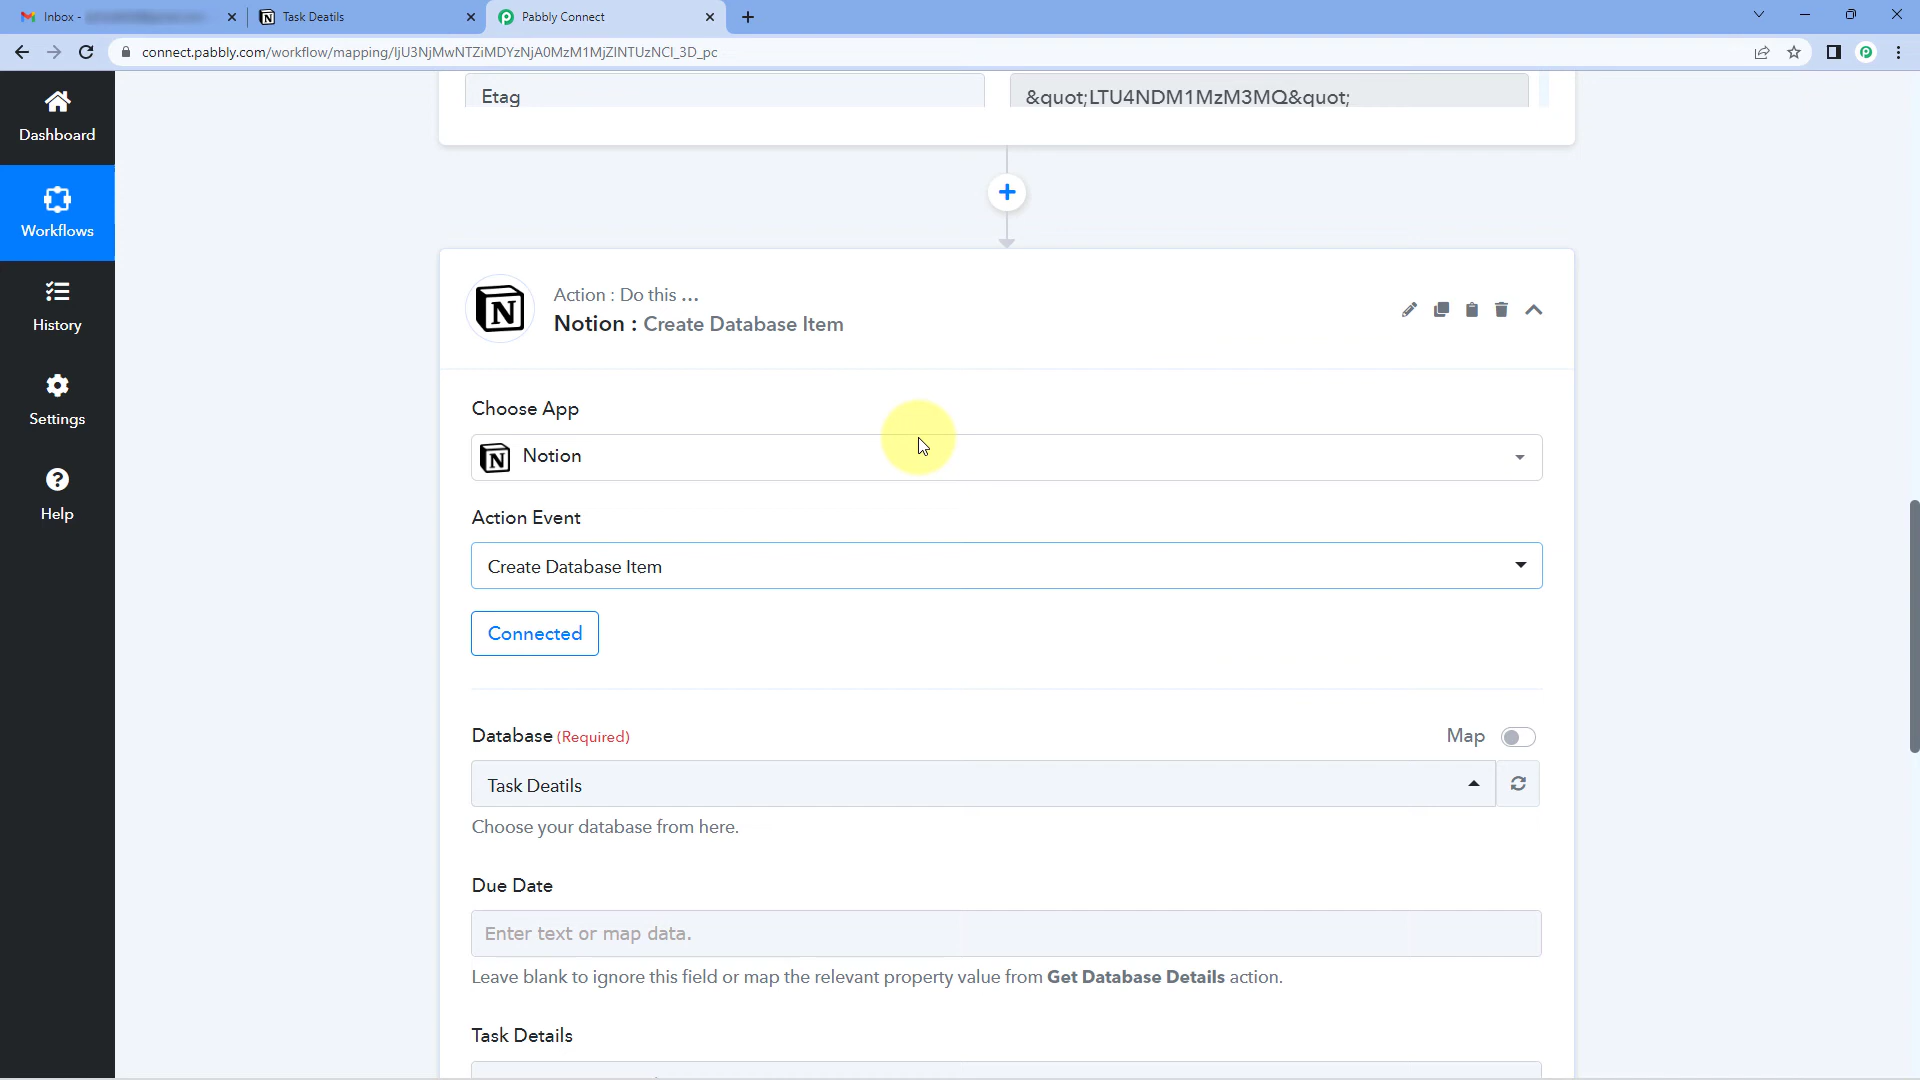 Inbox -
Task Deatils
Pabbly Connect
connect.pabbly.com/workflow/mapping/IjU3NjMwNTZiMDYzNjA0MzM1MjZlNTUzNCI_3D_pc
Dashboard
Workflows
History
Settings
Help
Etag
&quot;LTU4NDM1MzM3MQ&quot;
Action : Do this ...
Notion : Create Database Item
Choose App
Notion
Action Event
Create Database Item
Connected
Database (Required)
Map
Task Deatils
Choose your database from here.
Due Date
Enter text or map data.
Leave blank to ignore this field or map the relevant property value from Get Database Details action.
Task Details